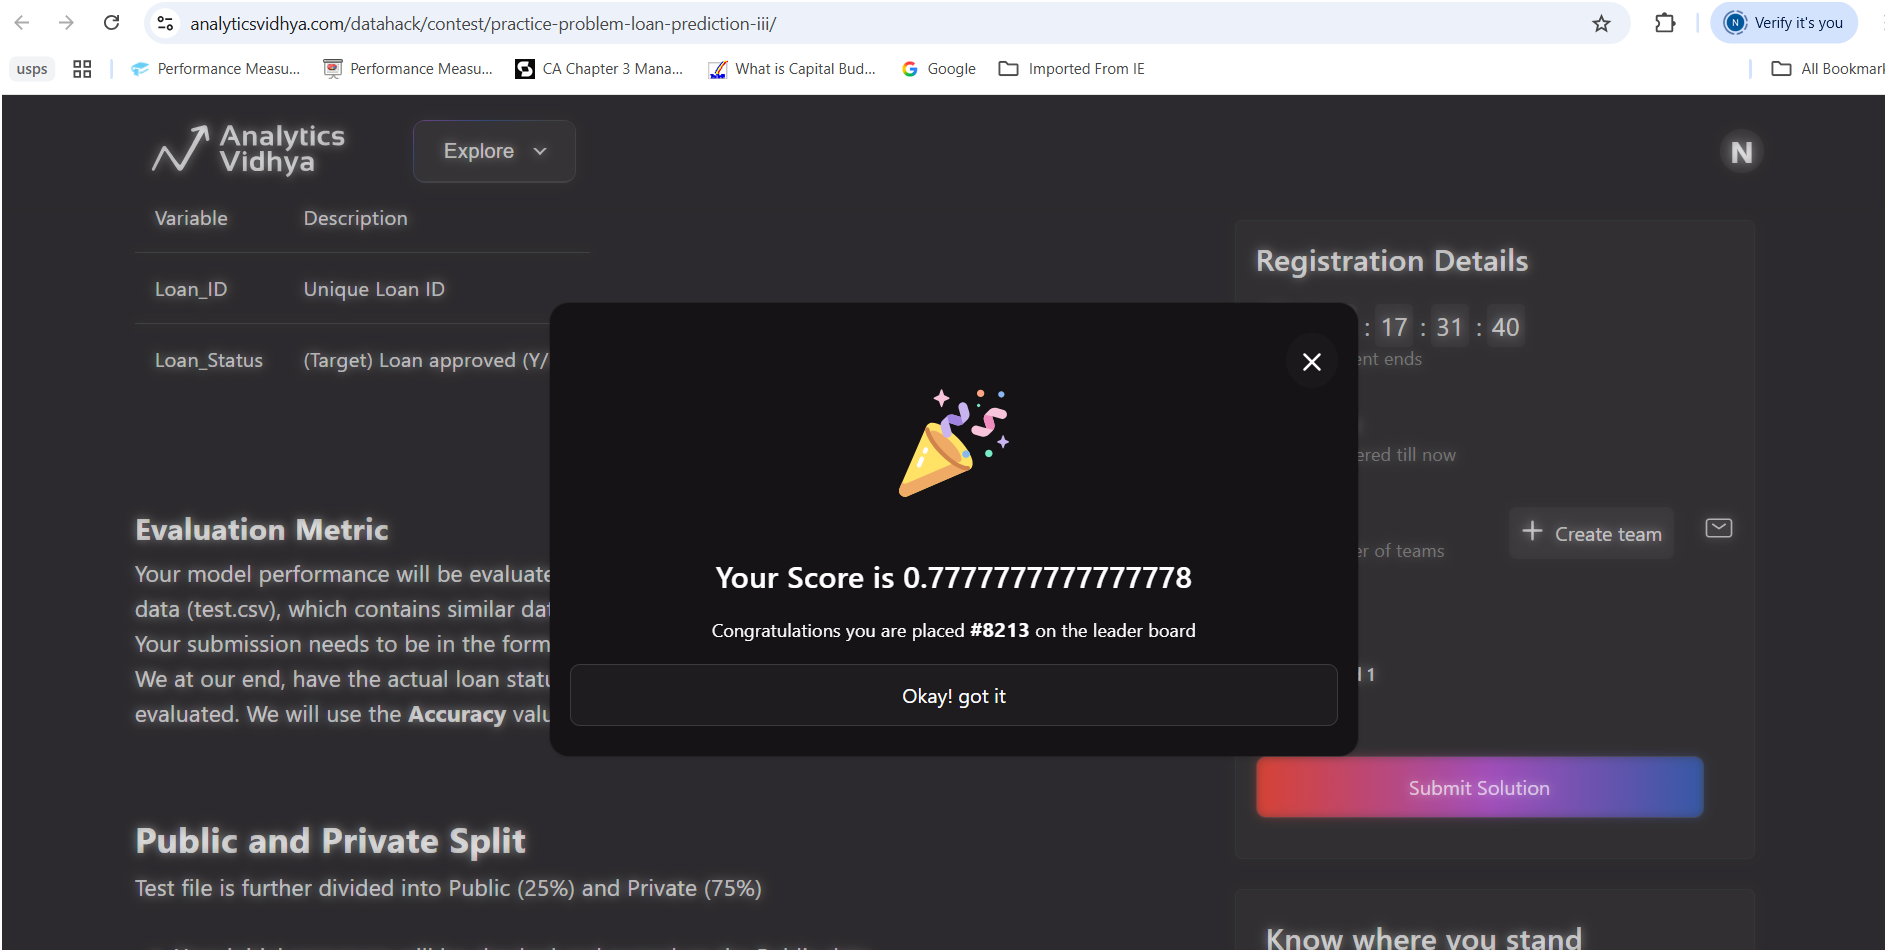 analyticsvidhya.com/datahack/contest/practice-problem-loan-prediction-iii/
N Verify it's you
usps
Performance Measu...
Performance Measu...
CA Chapter 3 Mana...
What is Capital Bud...
Google
Imported From IE
All Bookmark
Analytics
Vidhya
Explore
N
Variable Description
Loan_ID Unique Loan ID
Loan_Status (Target) Loan approved (Y/
Registration Details
: 17 : 31 : 40
ent ends
ered till now
er of teams
Create team
1
Submit Solution
Your Score is 0.7777777777777778
Congratulations you are placed #8213 on the leader board
Okay! got it
Evaluation Metric
Your model performance will be evaluate
data (test.csv), which contains similar dat
Your submission needs to be in the form
We at our end, have the actual loan statu
evaluated. We will use the Accuracy valu
Public and Private Split
Test file is further divided into Public (25%) and Private (75%)
Know where you stand